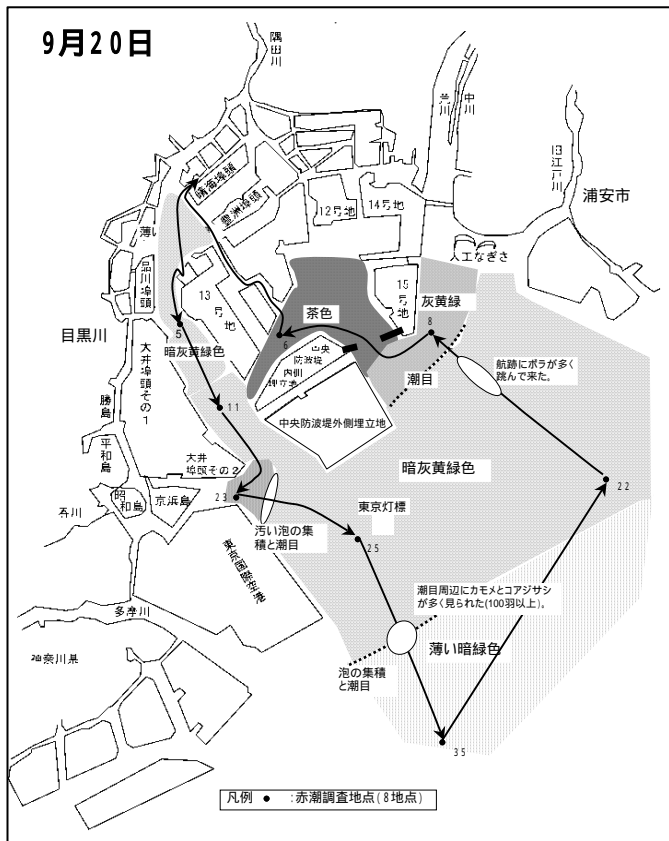 9月20日
隅田川
荒川
中川
旧江戸川
浦安市
晴海埠頭
豊洲埠頭
12号地
14号地
人工なぎさ
薄い
品川埠頭
13号地
15号地
灰黄緑
茶色
8
目黒川
5
暗灰黄緑色
6
中央
防波堤
内側
埋立地
潮目
航跡にボラが多く
跳んで来た。
大井埠頭その1
11
中央防波堤外側埋立地
勝島
平和島
大井
埠頭その2
暗灰黄緑色
22
昭和島
京浜島
23
東京灯標
汚い泡の集
積と潮目
25
東京国際空港
潮目周辺にカモメとコアジサシ
が多く見られた(100羽以上)。
多摩川
薄い暗緑色
神奈川県
泡の集積
と潮目
35
凡例 ● :赤潮調査地点(8地点)